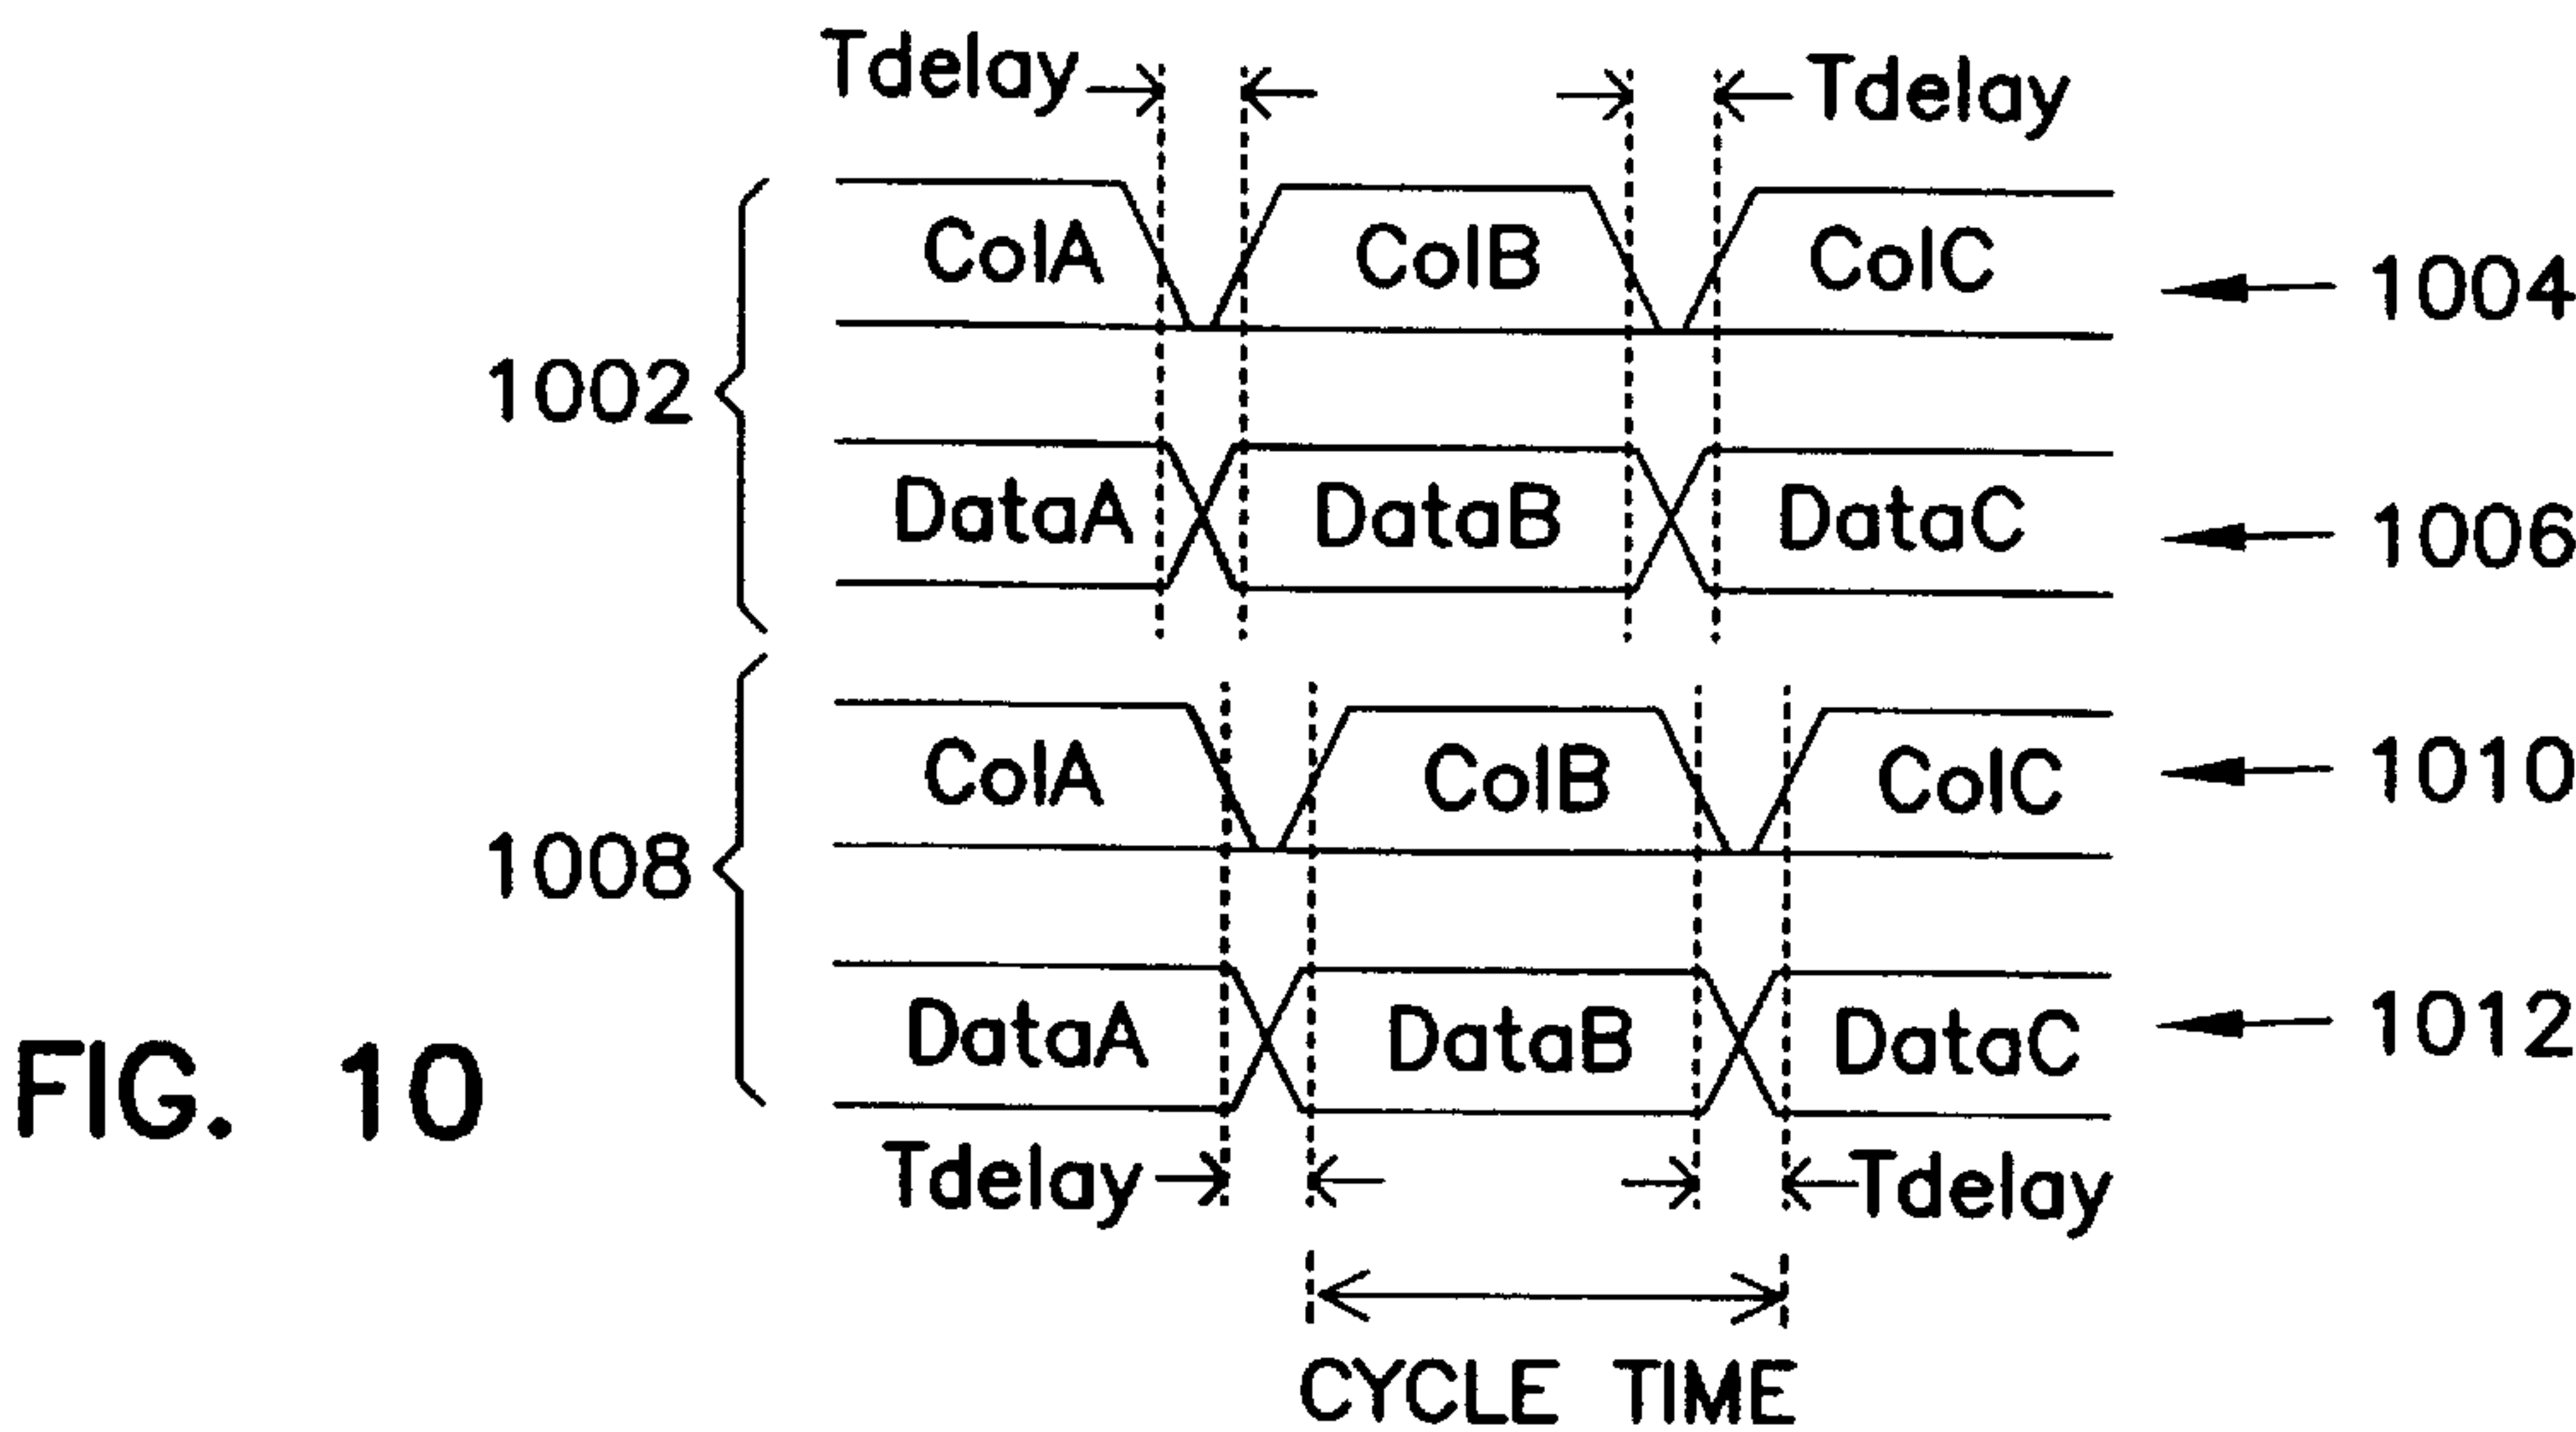 Tdelay Tdelay
ColA ColB ColC 1004
1002
DataA DataB DataC 1006
ColA ColB ColC 1010
1008
DataA DataB DataC 1012
FIG. 10
Tdelay Tdelay
CYCLE TIME